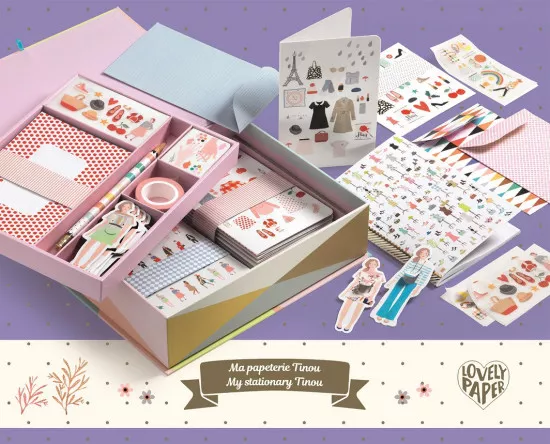 Ma papeterie Tinou
My stationary Tinou
LOVELY
PAPER